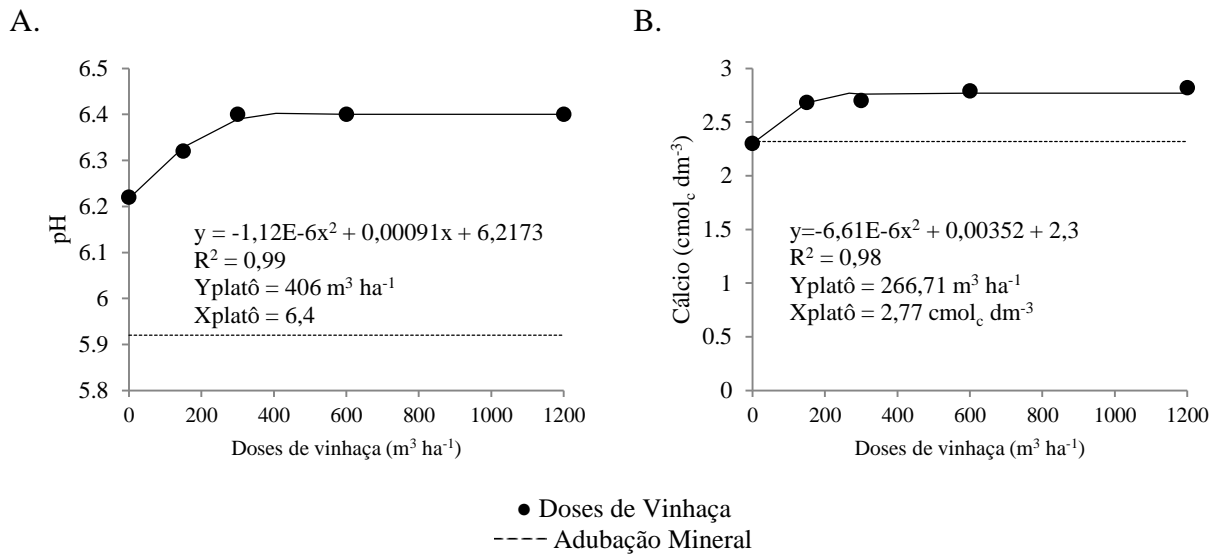 A.
6.5
6.4
6.3
6.2
6.1
6
5.9
5.8
pH
y = -1,12E-6x² + 0,00091x + 6,2173
R² = 0,99
Yplatô = 406 m³ ha⁻¹
Xplatô = 6,4
0 200 400 600 800 1000 1200
Doses de vinhaça (m³ ha⁻¹)
B.
3
2.5
2
1.5
1
0.5
0
Cálcio (cmolc dm⁻³)
y=-6,61E-6x² + 0,00352 + 2,3
R² = 0,98
Yplatô = 266,71 m³ ha⁻¹
Xplatô = 2,77 cmolc dm⁻³
0 200 400 600 800 1000 1200
Doses de vinhaça (m³ ha⁻¹)
● Doses de Vinhaça
---- Adubação Mineral